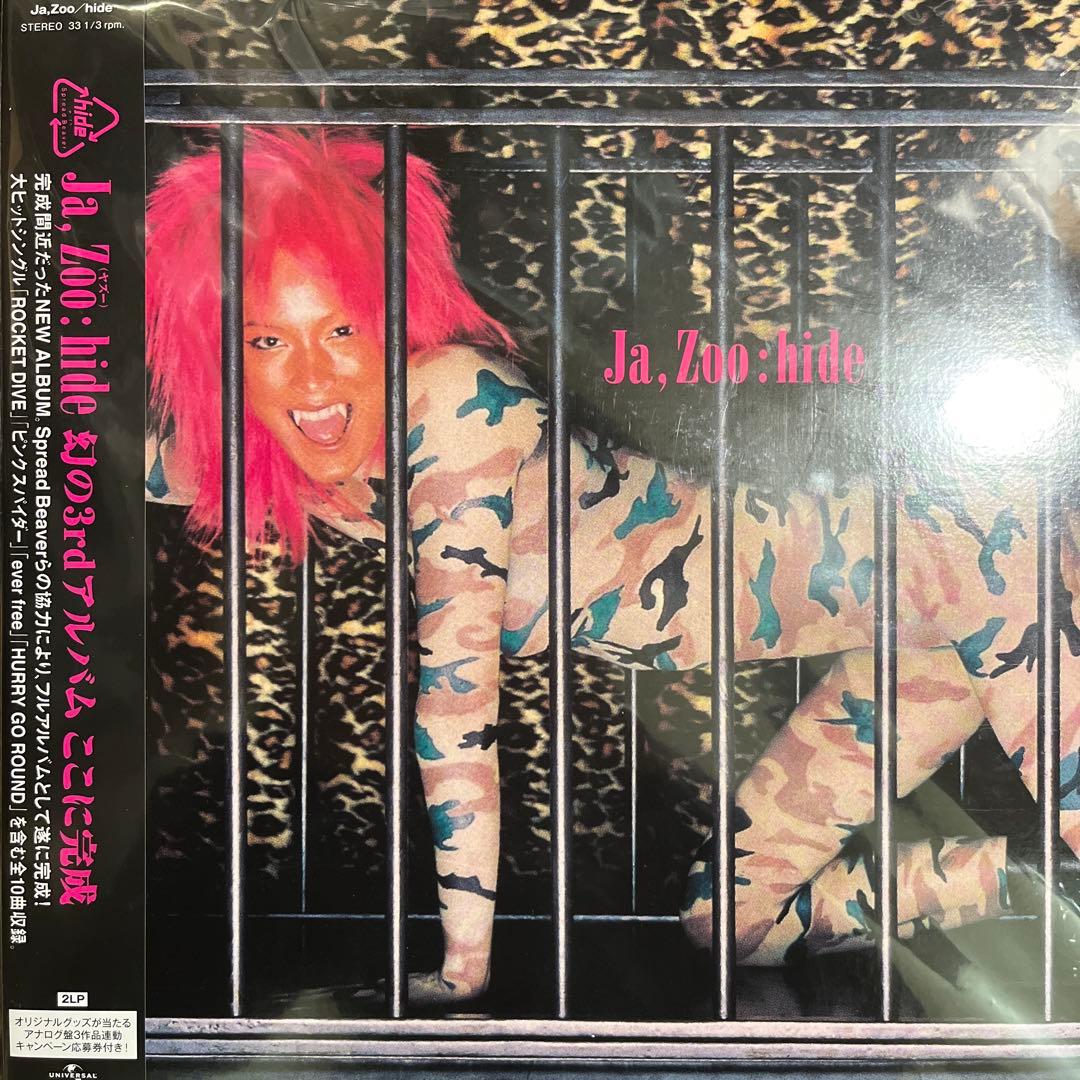 Ja,Zoo/hide
STEREO 33 1/3 rpm.
hide
Spread Beaver
Ja, Zoo : hide 幻の3rdアルバム ここに完成
(ヤズー)
完成間近だったNEW ALBUM。Spread Beaverらの協力により、フルアルバムとして遂に完成!
大ヒットシングル「ROCKET DIVE」「ピンク スパイダー」「ever free」「HURRY GO ROUND」を含む全10曲収録。
Ja, Zoo : hide
2LP
オリジナルグッズが当たる
アナログ盤3作品連動
キャンペーン応募券付き!
UNIVERSAL